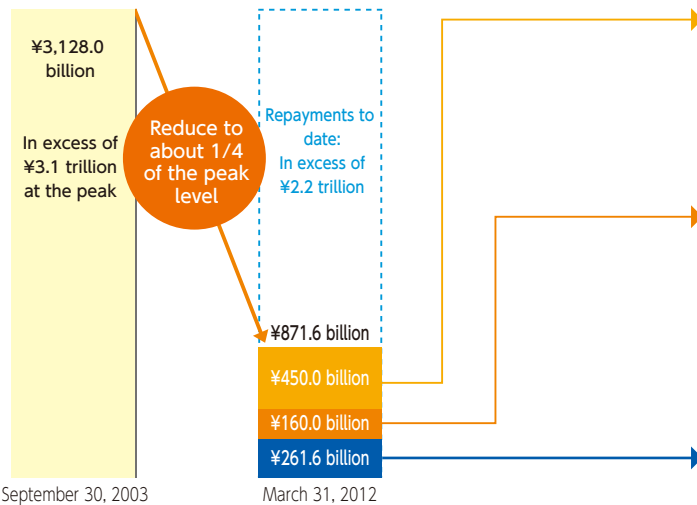 ¥3,128.0
billion
In excess of
¥3.1 trillion
at the peak
Reduce to
about 1/4
of the peak
level
Repayments to
date:
In excess of
¥2.2 trillion
¥871.6 billion
¥450.0 billion
¥160.0 billion
¥261.6 billion
September 30, 2003
March 31, 2012